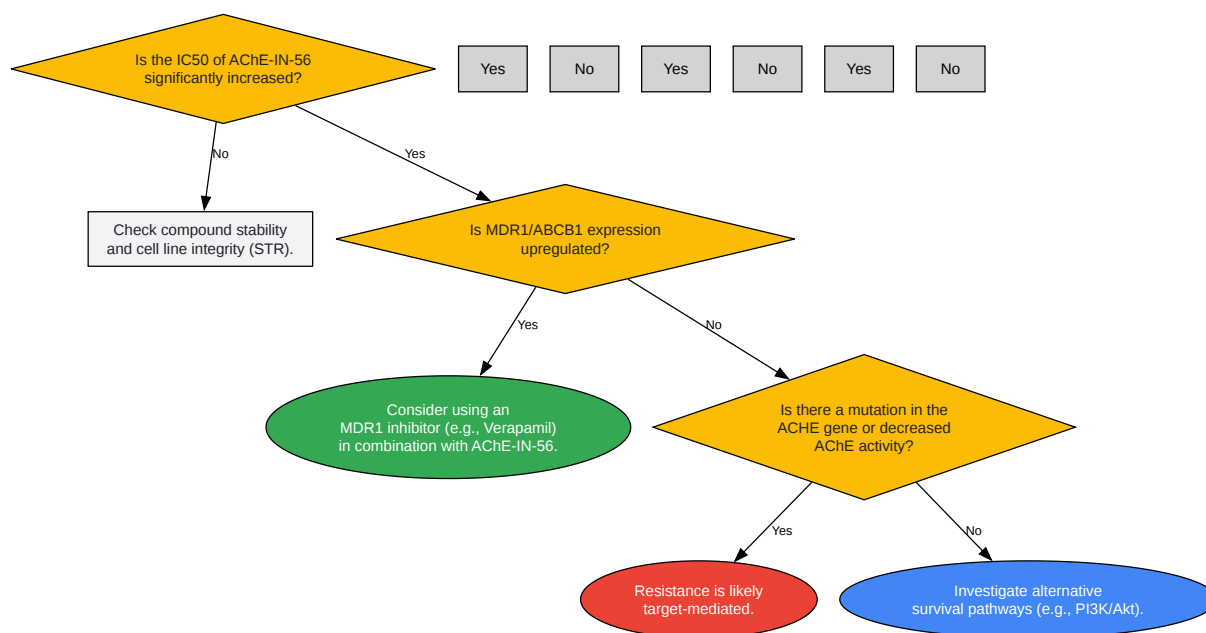 Is the IC50 of AChE-IN-56
significantly increased?
Yes
No
Yes
No
Yes
No
No
Yes
Check compound stability
and cell line integrity (STR).
Is MDR1/ABCB1 expression
upregulated?
Yes
No
Consider using an
MDR1 inhibitor (e.g., Verapamil)
in combination with AChE-IN-56.
Is there a mutation in the
ACHE gene or decreased
AChE activity?
Yes
No
Resistance is likely
target-mediated.
Investigate alternative
survival pathways (e.g., PI3K/Akt).